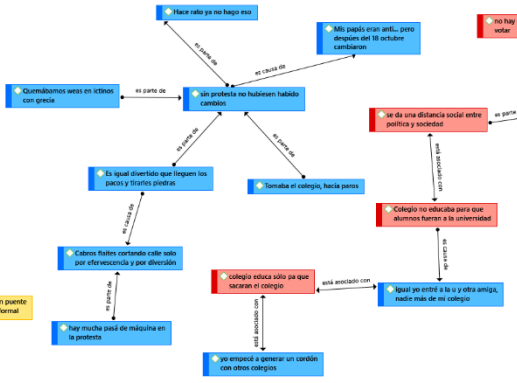 Hace rato ya no hago eso
no hay
votar
Mis papás eran anti... pero
despúes del 18 octubre
cambiaron
es parte de
es causa de
Quemábamos weas en ictinos
con grecia
es parte de
sin protesta no hubiesen habido
cambios
se da una distancia social entre
política y sociedad
es parte
es parte de
es parte de
está asociado con
Es igual divertido que lleguen los
pacos y tirarles piedras
Tomaba el colegio, hacía paros
Colegio no educaba para que
alumnos fueran a la universidad
es causa de
es causa de
Cabros flaites cortando calle solo
por efervescencia y por diversión
colegio educa sólo pa que
sacaran el colegio
está asociado con
igual yo entré a la u y otra amiga,
nadie más de mi colegio
n puente
formal
es parte de
está asociado con
hay mucha pasá de máquina en
la protesta
yo empecé a generar un cordón
con otros colegios